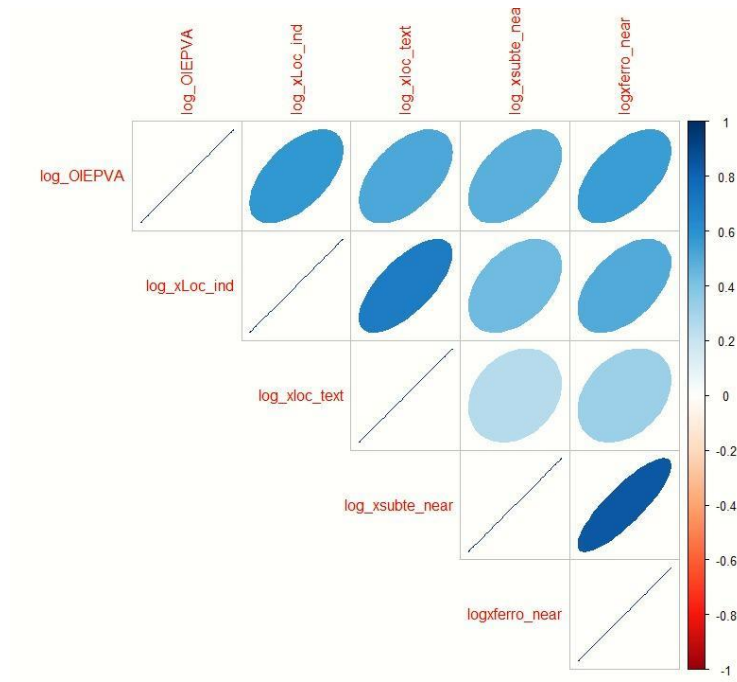 log_OIEPVA
log_xLoc_ind
log_xloc_text
log_xsubte_nea
logxferro_near
log_OIEPVA
log_xLoc_ind
log_xloc_text
log_xsubte_near
logxferro_near
1
0.8
0.6
0.4
0.2
0
-0.2
-0.4
-0.6
-0.8
-1